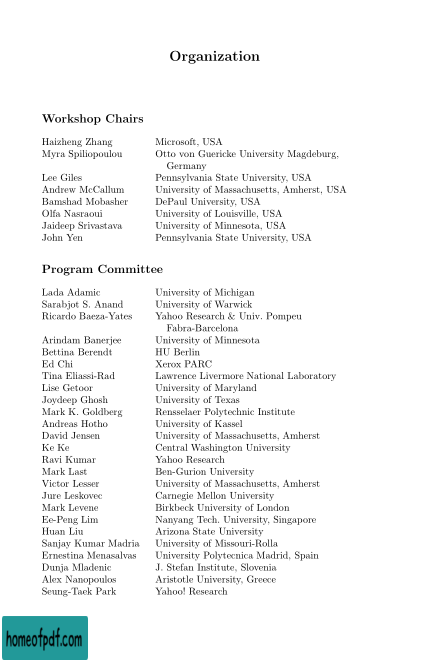 Organization
Workshop Chairs
Haizheng Zhang Microsoft, USA
Myra Spiliopoulou Otto von Guericke University Magdeburg,
Germany
Lee Giles Pennsylvania State University, USA
Andrew McCallum University of Massachusetts, Amherst, USA
Bamshad Mobasher DePaul University, USA
Olfa Nasraoui University of Louisville, USA
Jaideep Srivastava University of Minnesota, USA
John Yen Pennsylvania State University, USA
Program Committee
Lada Adamic University of Michigan
Sarabjot S. Anand University of Warwick
Ricardo Baeza-Yates Yahoo Research & Univ. Pompeu
Fabra-Barcelona
Arindam Banerjee University of Minnesota
Bettina Berendt HU Berlin
Ed Chi Xerox PARC
Tina Eliassi-Rad Lawrence Livermore National Laboratory
Lise Getoor University of Maryland
Joydeep Ghosh University of Texas
Mark K. Goldberg Rensselaer Polytechnic Institute
Andreas Hotho University of Kassel
David Jensen University of Massachusetts, Amherst
Ke Ke Central Washington University
Ravi Kumar Yahoo Research
Mark Last Ben-Gurion University
Victor Lesser University of Massachusetts, Amherst
Jure Leskovec Carnegie Mellon University
Mark Levene Birkbeck University of London
Ee-Peng Lim Nanyang Tech. University, Singapore
Huan Liu Arizona State University
Sanjay Kumar Madria University of Missouri-Rolla
Ernestina Menasalvas University Polytecnica Madrid, Spain
Dunja Mladenic J. Stefan Institute, Slovenia
Alex Nanopoulos Aristotle University, Greece
Seung-Taek Park Yahoo! Research
homeofpdf.com